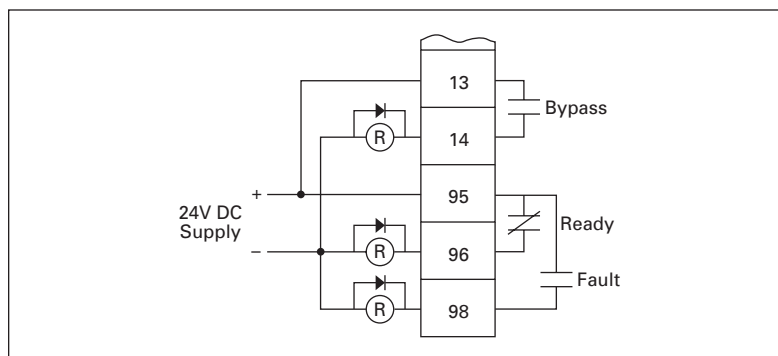 13
Bypass
R
14
+
95
24V DC
Supply
Ready
–
R
96
Fault
R
98